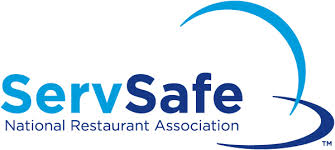 ServSafe
National Restaurant Association
TM